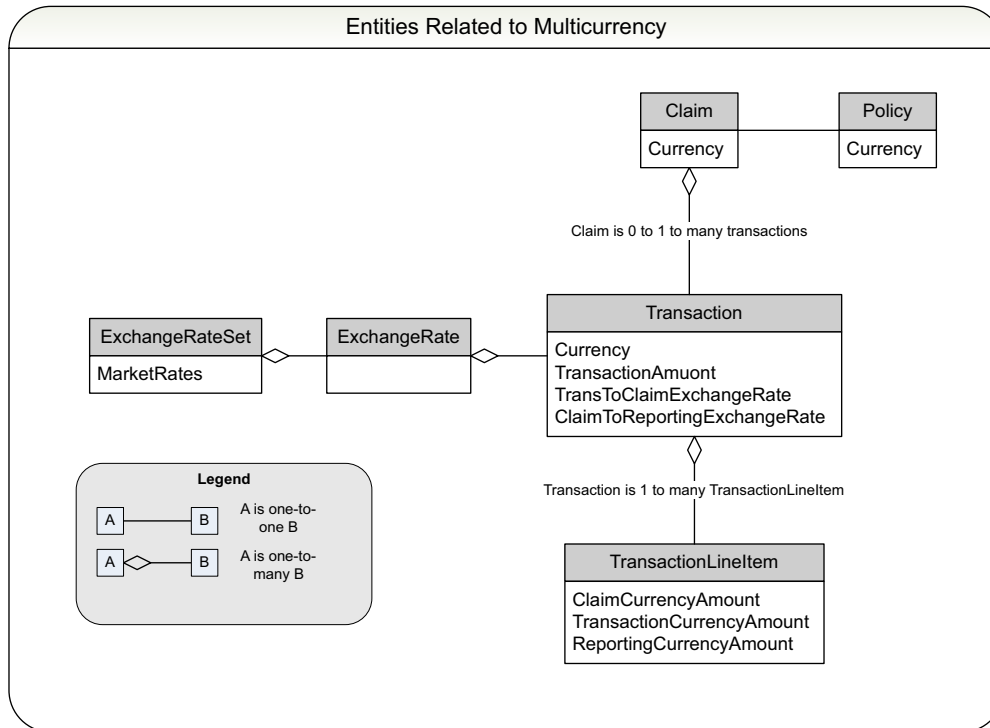 Entities Related to Multicurrency
Claim
Currency
Policy
Currency
Claim is 0 to 1 to many transactions
ExchangeRateSet
MarketRates
ExchangeRate
Transaction
Currency
TransactionAmuont
TransToClaimExchangeRate
ClaimToReportingExchangeRate
Legend
A
B
A is one-to-
one B
A
B
A is one-to-
many B
Transaction is 1 to many TransactionLineItem
TransactionLineItem
ClaimCurrencyAmount
TransactionCurrencyAmount
ReportingCurrencyAmount